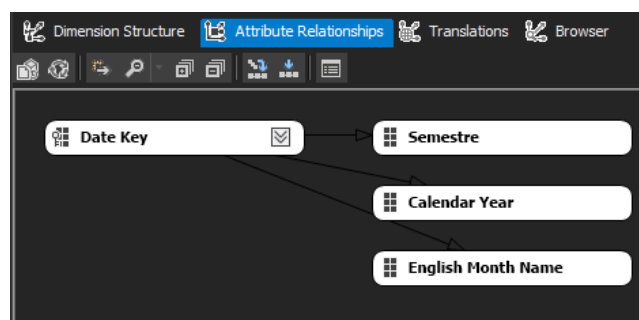 Dimension Structure Attribute Relationships Translations Browser
Date Key Semestre
Calendar Year
English Month Name